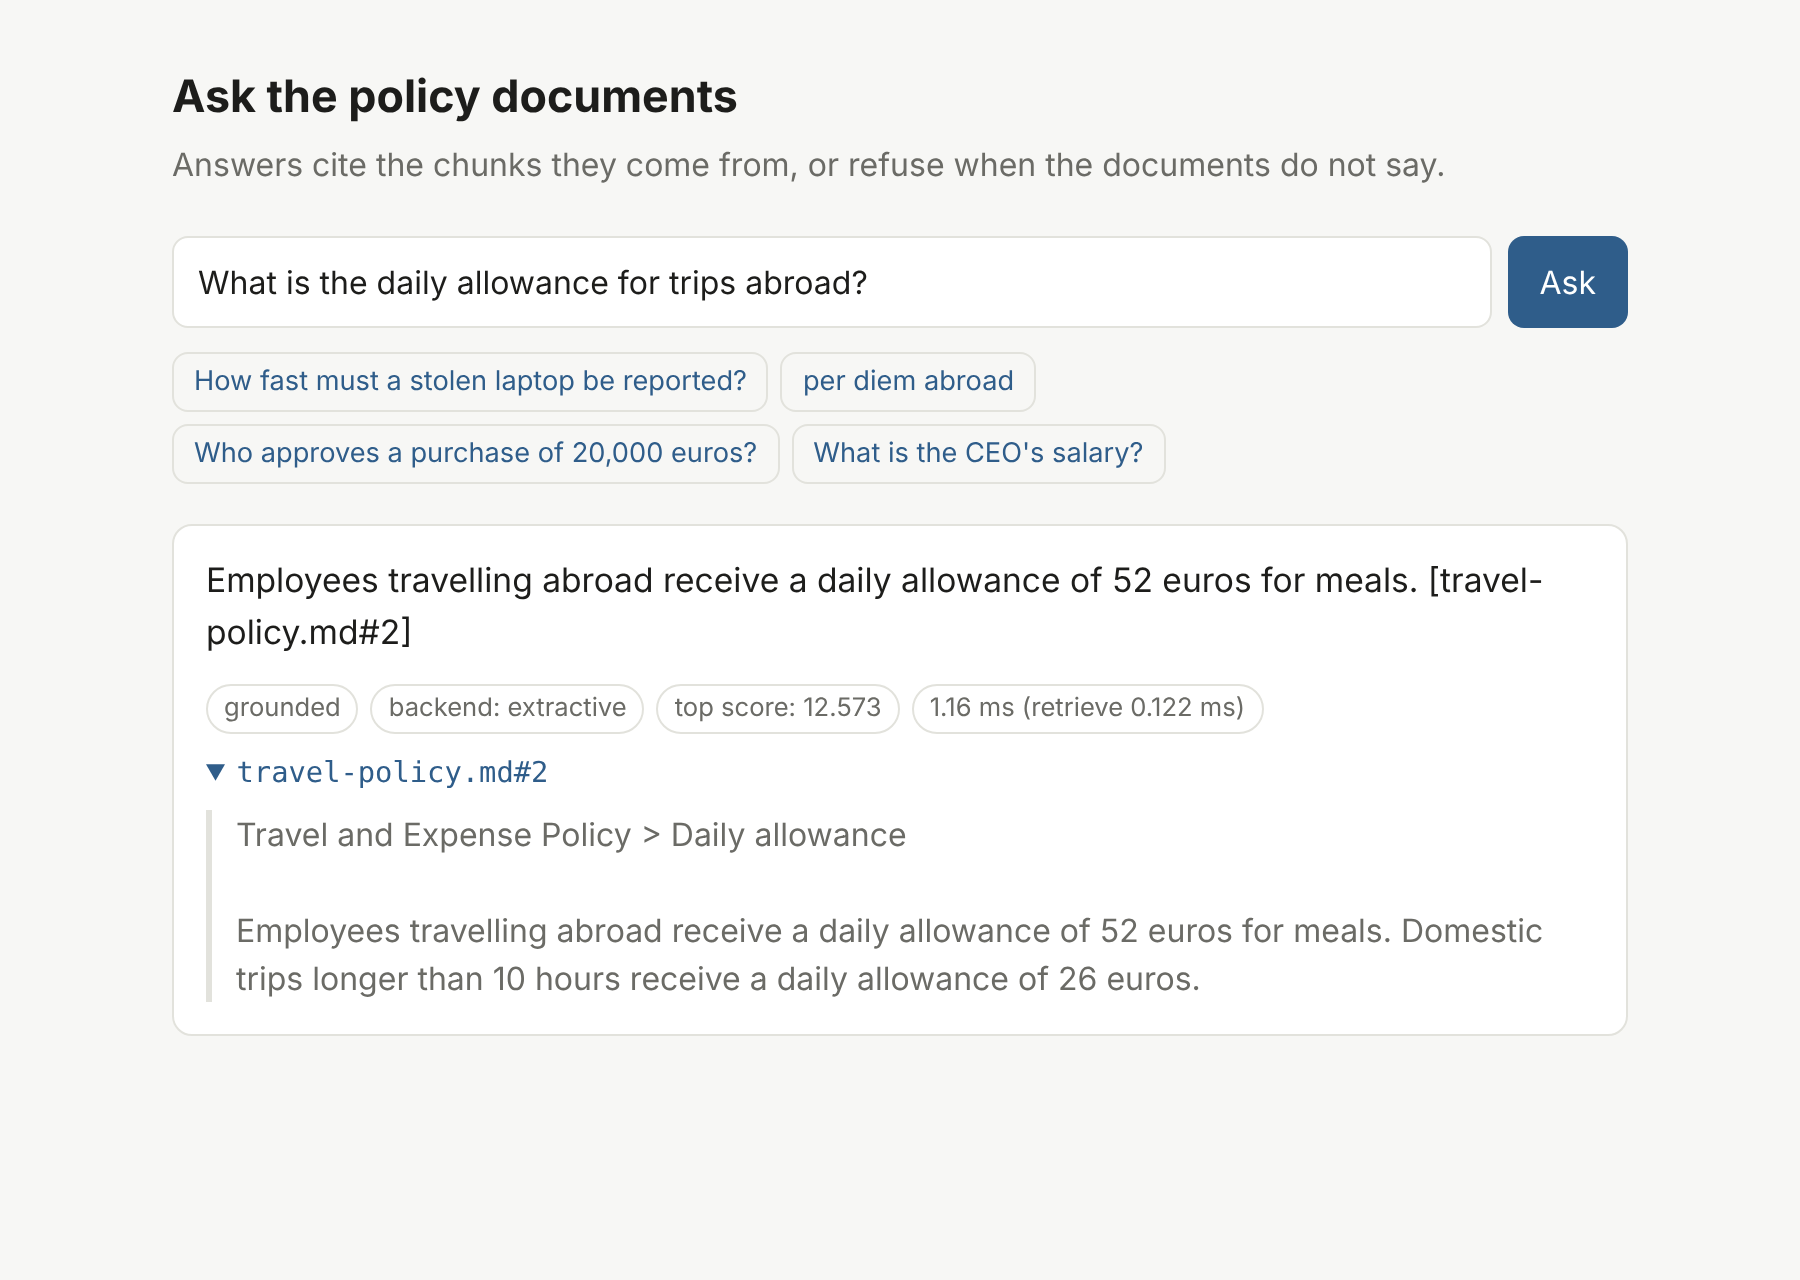 Ask the policy documents
Answers cite the chunks they come from, or refuse when the documents do not say.
What is the daily allowance for trips abroad?
Ask
How fast must a stolen laptop be reported?
per diem abroad
Who approves a purchase of 20,000 euros?
What is the CEO's salary?
Employees travelling abroad receive a daily allowance of 52 euros for meals. [travel-
policy.md#2]
grounded
backend: extractive
top score: 12.573
1.16 ms (retrieve 0.122 ms)
▼ travel-policy.md#2
Travel and Expense Policy > Daily allowance
Employees travelling abroad receive a daily allowance of 52 euros for meals. Domestic
trips longer than 10 hours receive a daily allowance of 26 euros.